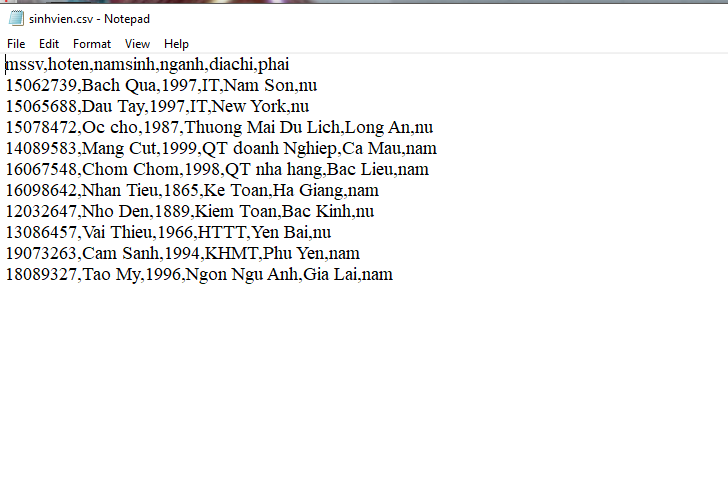 sinhvien.csv - Notepad
File Edit Format View Help
mssv,hoten,namsinh,nganh,diachi,phai
15062739,Bach Qua,1997,IT,Nam Son,nu
15065688,Dau Tay,1997,IT,New York,nu
15078472,Oc cho,1987,Thuong Mai Du Lich,Long An,nu
14089583,Mang Cut,1999,QT doanh Nghiep,Ca Mau,nam
16067548,Chom Chom,1998,QT nha hang,Bac Lieu,nam
16098642,Nhan Tieu,1865,Ke Toan,Ha Giang,nam
12032647,Nho Den,1889,Kiem Toan,Bac Kinh,nu
13086457,Vai Thieu,1966,HTTT,Yen Bai,nu
19073263,Cam Sanh,1994,KHMT,Phu Yen,nam
18089327,Tao My,1996,Ngon Ngu Anh,Gia Lai,nam